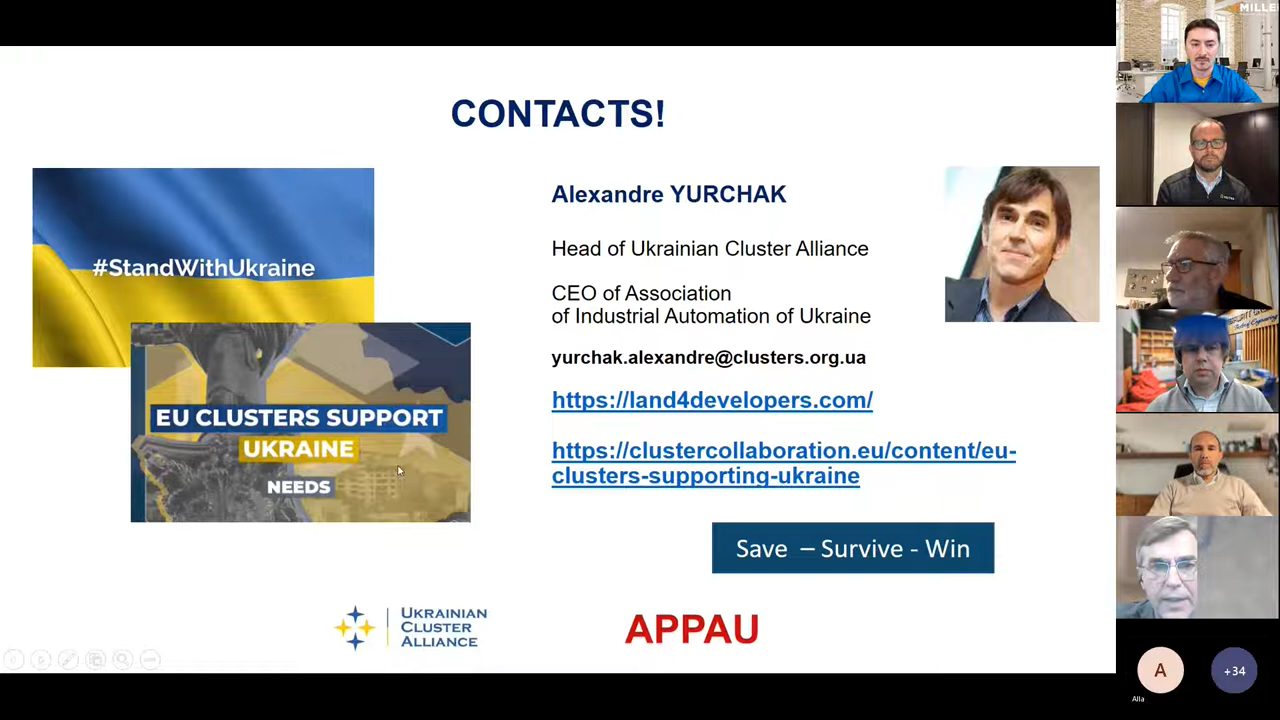 CONTACTS!
#StandWithUkraine
EU CLUSTERS SUPPORT
UKRAINE
NEEDS
Alexandre YURCHAK
Head of Ukrainian Cluster Alliance
CEO of Association
of Industrial Automation of Ukraine
yurchak.alexandre@clusters.org.ua
https://land4developers.com/
https://clustercollaboration.eu/content/eu-
clusters-supporting-ukraine
Save – Survive - Win
UKRAINIAN
CLUSTER
ALLIANCE
APPAU
MILLE
A
Alla
+34